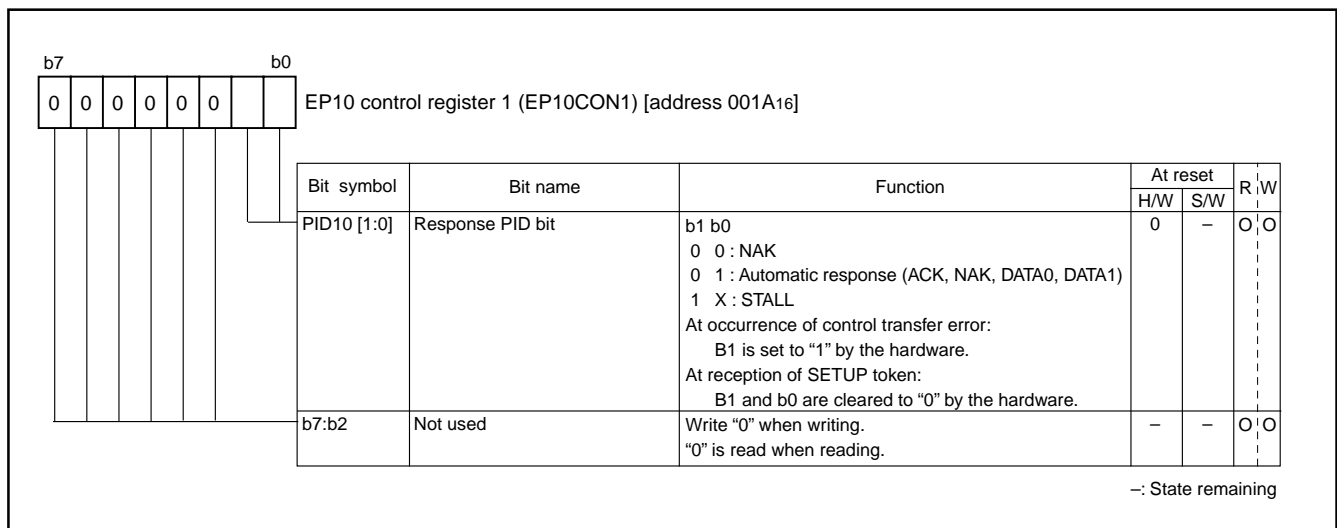 b7 b0
0 0 0 0 0 0
EP10 control register 1 (EP10CON1) [address 001A16]
Bit symbol Bit name Function At reset R W
H/W S/W
PID10 [1:0] Response PID bit b1 b0 0 – O O
0 0 : NAK
0 1 : Automatic response (ACK, NAK, DATA0, DATA1)
1 X : STALL
At occurrence of control transfer error:
B1 is set to “1” by the hardware.
At reception of SETUP token:
B1 and b0 are cleared to “0” by the hardware.
b7:b2 Not used Write “0” when writing. – – O O
“0” is read when reading.
–: State remaining